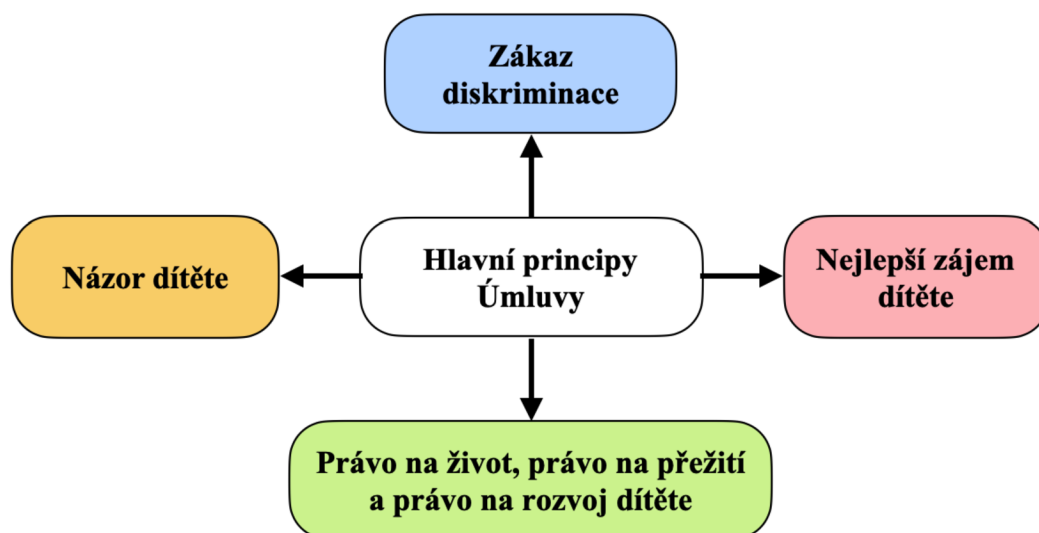 Zákaz
diskriminace
Názor dítěte
Hlavní principy
Úmluvy
Nejlepší zájem
dítěte
Právo na život, právo na přežití
a právo na rozvoj dítěte